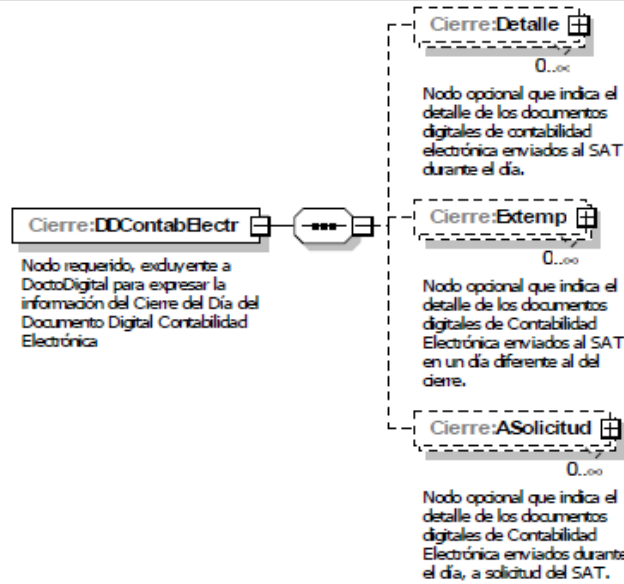 Cierre:Detalle
0..∞
Nodo opcional que indica el
detalle de los documentos
digitales de contabilidad
electrónica enviados al SAT
durante el día.
Cierre:DDContabElectr
Nodo requerido, excluyente a
DoctoDigital para expresar la
información del Cierre del Día del
Documento Digital Contabilidad
Electrónica
Cierre:Extemp
0..∞
Nodo opcional que indica el
detalle de los documentos
digitales de Contabilidad
Electrónica enviados al SAT
en un día diferente al del
cierre.
Cierre:ASolicitud
0..∞
Nodo opcional que indica el
detalle de los documentos
digitales de Contabilidad
Electrónica enviados durante
el día, a solicitud del SAT.